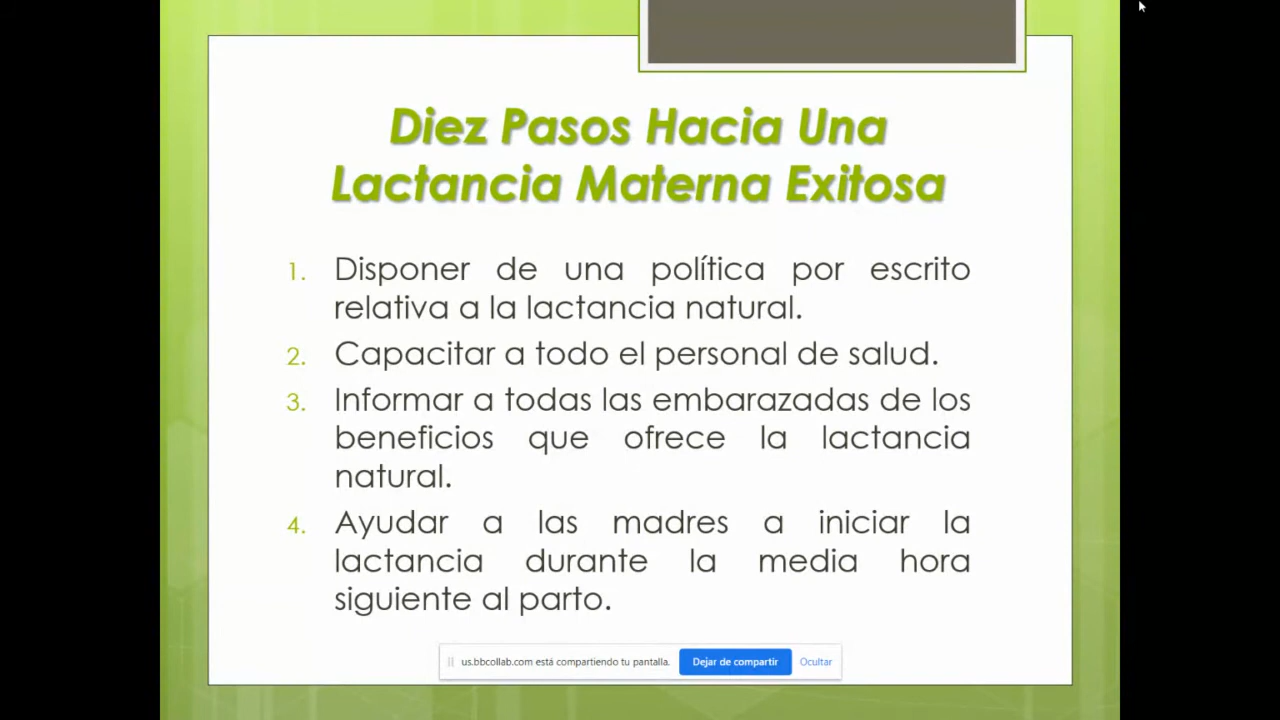 Diez Pasos Hacia Una
Lactancia Materna Exitosa
1. Disponer de una política por escrito
relativa a la lactancia natural.
2. Capacitar a todo el personal de salud.
3. Informar a todas las embarazadas de los
beneficios que ofrece la lactancia
natural.
4. Ayudar a las madres a iniciar la
lactancia durante la media hora
siguiente al parto.
us.bbcollab.com está compartiendo tu pantalla. Dejar de compartir Ocultar